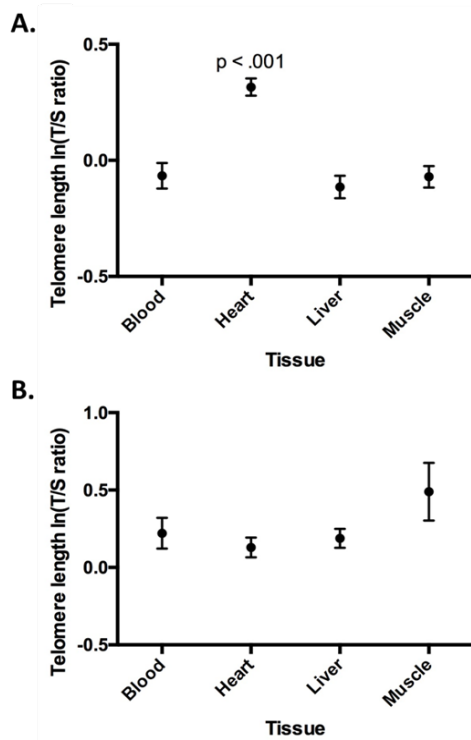 A.
Telomere length ln(T/S ratio)
0.5
0.0
-0.5
p < .001
Blood
Heart
Liver
Muscle
Tissue
B.
Telomere length ln(T/S ratio)
1.0
0.5
0.0
-0.5
Blood
Heart
Liver
Muscle
Tissue